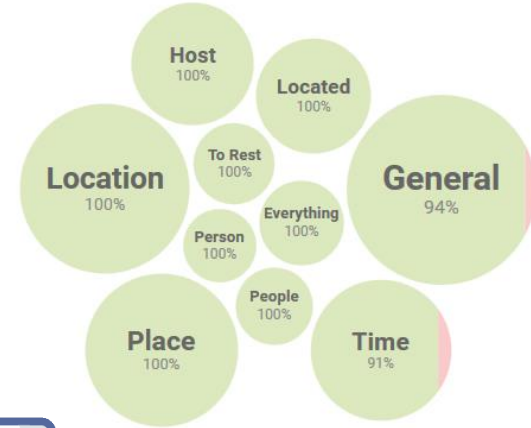 Host
100%
Located
100%
To Rest
100%
Location
100%
General
94%
Everything
100%
Person
100%
People
100%
Place
100%
Time
91%